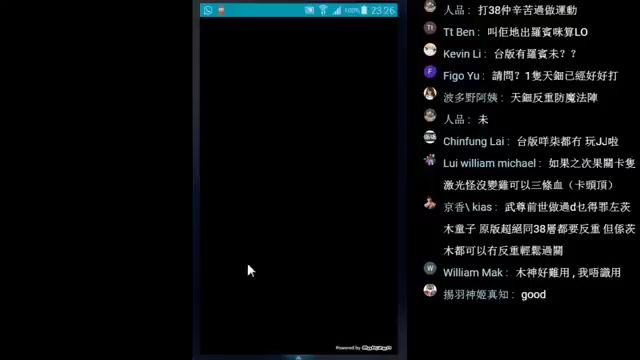 100% 23:26
人品： 打38仲辛苦過做運動
Tt Ben： 叫佢地出羅賓咪算LO
Kevin Li： 台版有羅賓未? ?
Figo Yu： 請問? 1隻天鈿已經好好打
波多野阿姨： 天鈿反重防魔法陣
人品： 未
Chinfung Lai： 台版咩柒都冇 玩JJ啦
Lui william michael： 如果之次果關卡隻
激光怪沒變雞可以三條血（卡頭頂）
京香\ kias： 武尊前世做過d乜得罪左茨
木童子 原版超絕同38層都要反重 但係茨
木都可以冇反重輕鬆過關
William Mak： 木神好難用 , 我唔識用
揚羽神姬真知： good
Powered by